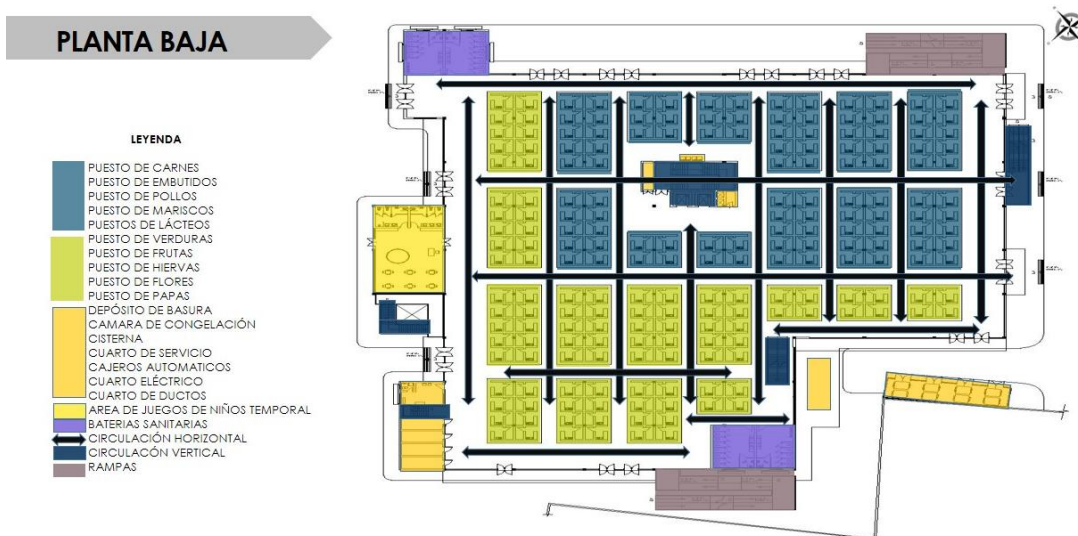 PLANTA BAJA
LEYENDA
PUESTO DE CARNES
PUESTO DE EMBUTIDOS
PUESTO DE POLLOS
PUESTO DE MARISCOS
PUESTOS DE LÁCTEOS
PUESTO DE VERDURAS
PUESTO DE FRUTAS
PUESTO DE HIERVAS
PUESTO DE FLORES
PUESTO DE PAPAS
DEPÓSITO DE BASURA
CAMARA DE CONGELACIÓN
CISTERNA
CUARTO DE SERVICIO
CAJEROS AUTOMATICOS
CUARTO ELÉCTRICO
CUARTO DE DUCTOS
AREA DE JUEGOS DE NIÑOS TEMPORAL
BATERIAS SANITARIAS
CIRCULACIÓN HORIZONTAL
CIRCULACÓN VERTICAL
RAMPAS